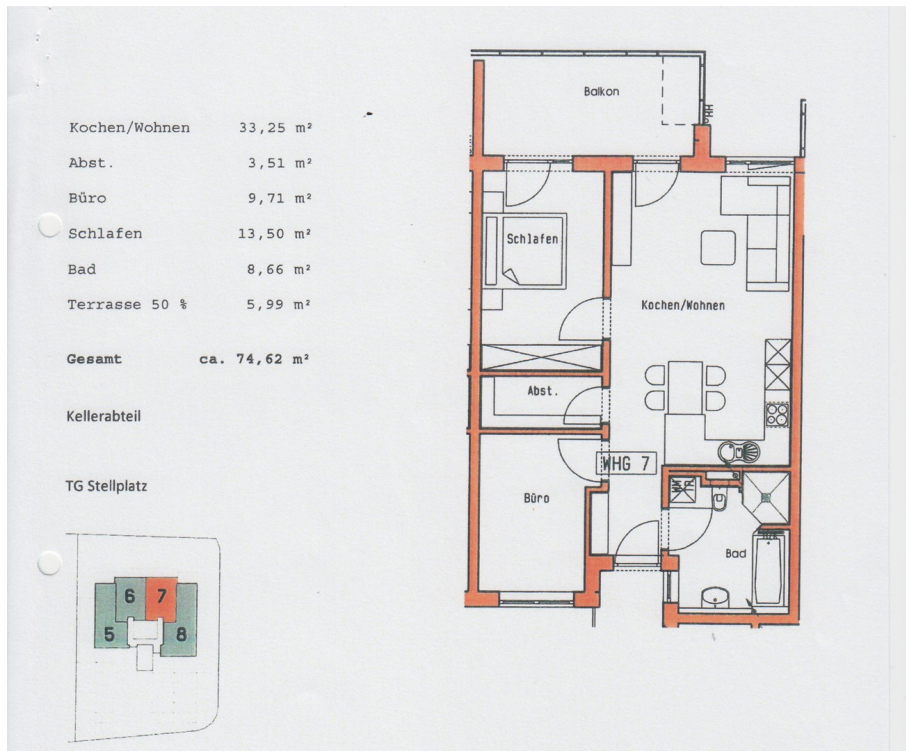 Kochen/Wohnen 33,25 m²
Abst. 3,51 m²
Büro 9,71 m²
Schlafen 13,50 m²
Bad 8,66 m²
Terrasse 50 % 5,99 m²
Gesamt ca. 74,62 m²
Kellerabteil
TG Stellplatz
6 7
5 8
Balkon
Schlafen
Kochen/Wohnen
Abst.
WHG 7
Büro
Bad